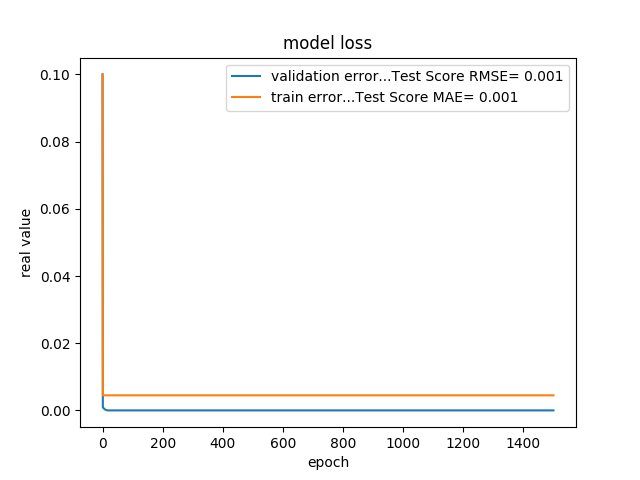 model loss
validation error...Test Score RMSE= 0.001
train error...Test Score MAE= 0.001
real value
0.10
0.08
0.06
0.04
0.02
0.00
0 200 400 600 800 1000 1200 1400
epoch